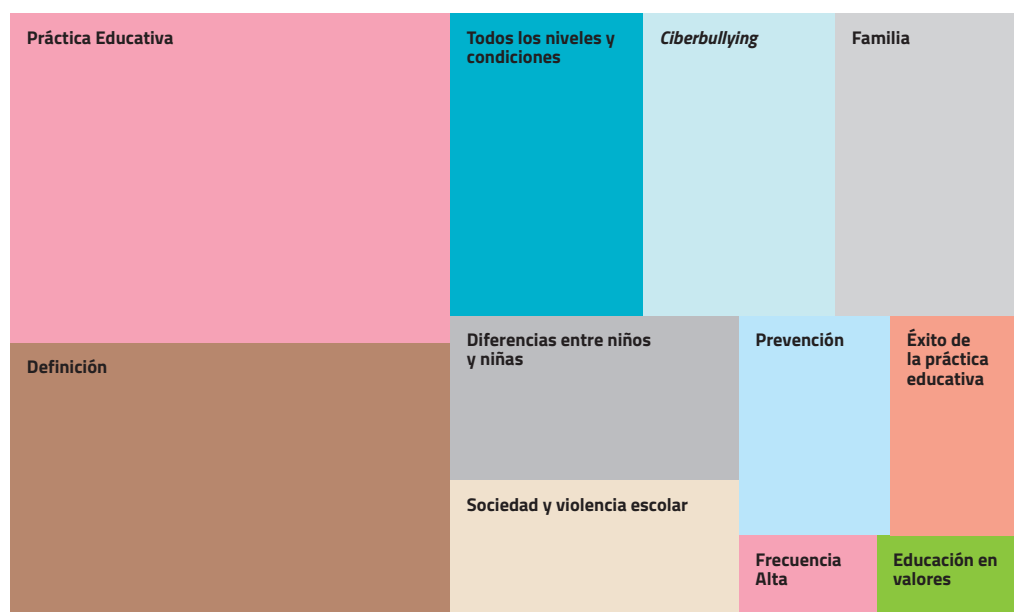 Práctica Educativa
Todos los niveles y
condiciones
Ciberbullying
Familia
Definición
Diferencias entre niños
y niñas
Prevención
Éxito de
la práctica
educativa
Sociedad y violencia escolar
Frecuencia
Alta
Educación en
valores